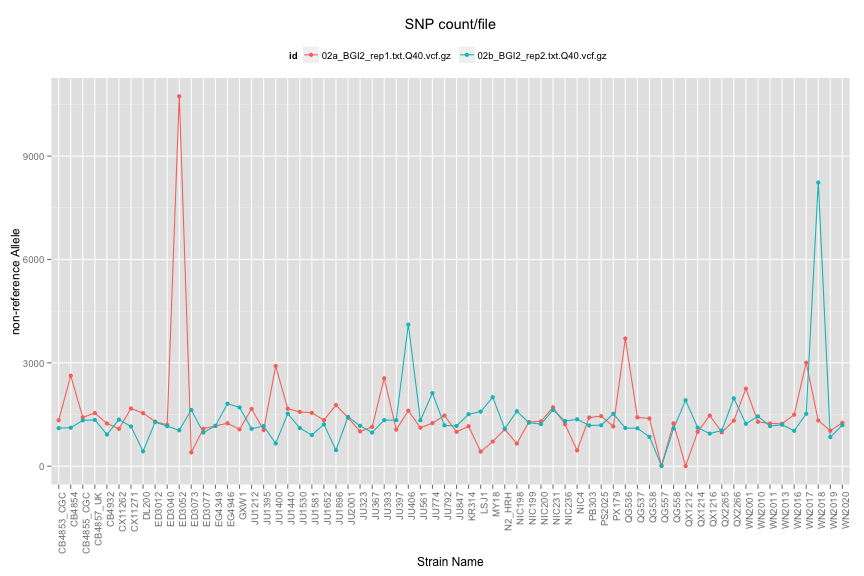 SNP count/file
id 02a_BGI2_rep1.txt.Q40.vcf.gz 02b_BGI2_rep2.txt.Q40.vcf.gz
9000
6000
3000
0
non-reference Allele
CB4853_CGC
CB4854
CB4855_CGC
CB4857_UK
CB4932
CX11262
CX11271
DL200
ED3012
ED3040
ED3052
ED3073
ED3077
EG4349
EG4946
GXW1
JU1212
JU1395
JU1400
JU1440
JU1530
JU1581
JU1652
JU1896
JU2001
JU323
JU367
JU393
JU397
JU406
JU561
JU774
JU792
JU847
KR314
LSJ1
MY18
N2_HRH
NIC198
NIC199
NIC200
NIC231
NIC236
NIC4
PB303
PS2025
PX179
QG536
QG537
QG538
QG557
QG558
QX1212
QX1214
QX1216
QX2265
QX2266
WN2001
WN2010
WN2011
WN2013
WN2016
WN2017
WN2018
WN2019
WN2020
Strain Name